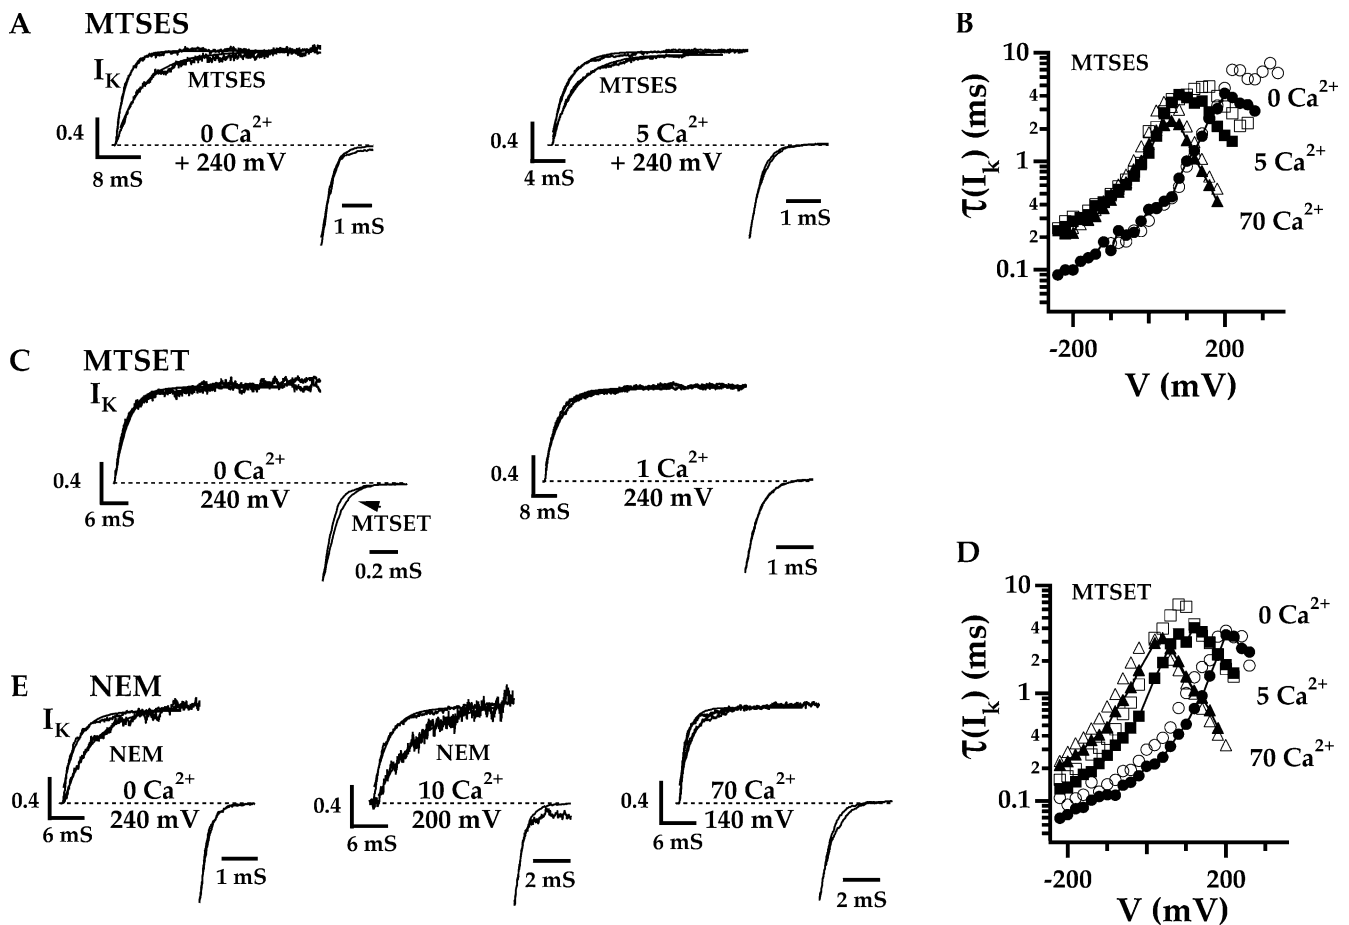 A MTSES
I_K
MTSES
0.4
0 Ca²⁺
+ 240 mV
8 mS
1 mS
MTSES
0.4
5 Ca²⁺
+ 240 mV
4 mS
1 mS
B
MTSES
10
4
2
1
4
2
0.1
τ(I_k) (ms)
0 Ca²⁺
5 Ca²⁺
70 Ca²⁺
-200 200
V (mV)
C MTSET
I_K
0.4
0 Ca²⁺
240 mV
6 mS
MTSET
0.2 mS
0.4
1 Ca²⁺
240 mV
8 mS
1 mS
D
MTSET
10
4
2
1
4
2
0.1
τ(I_k) (ms)
0 Ca²⁺
5 Ca²⁺
70 Ca²⁺
-200 200
V (mV)
E NEM
I_K
NEM
0.4
0 Ca²⁺
240 mV
6 mS
1 mS
NEM
0.4
10 Ca²⁺
200 mV
6 mS
2 mS
0.4
70 Ca²⁺
140 mV
6 mS
2 mS